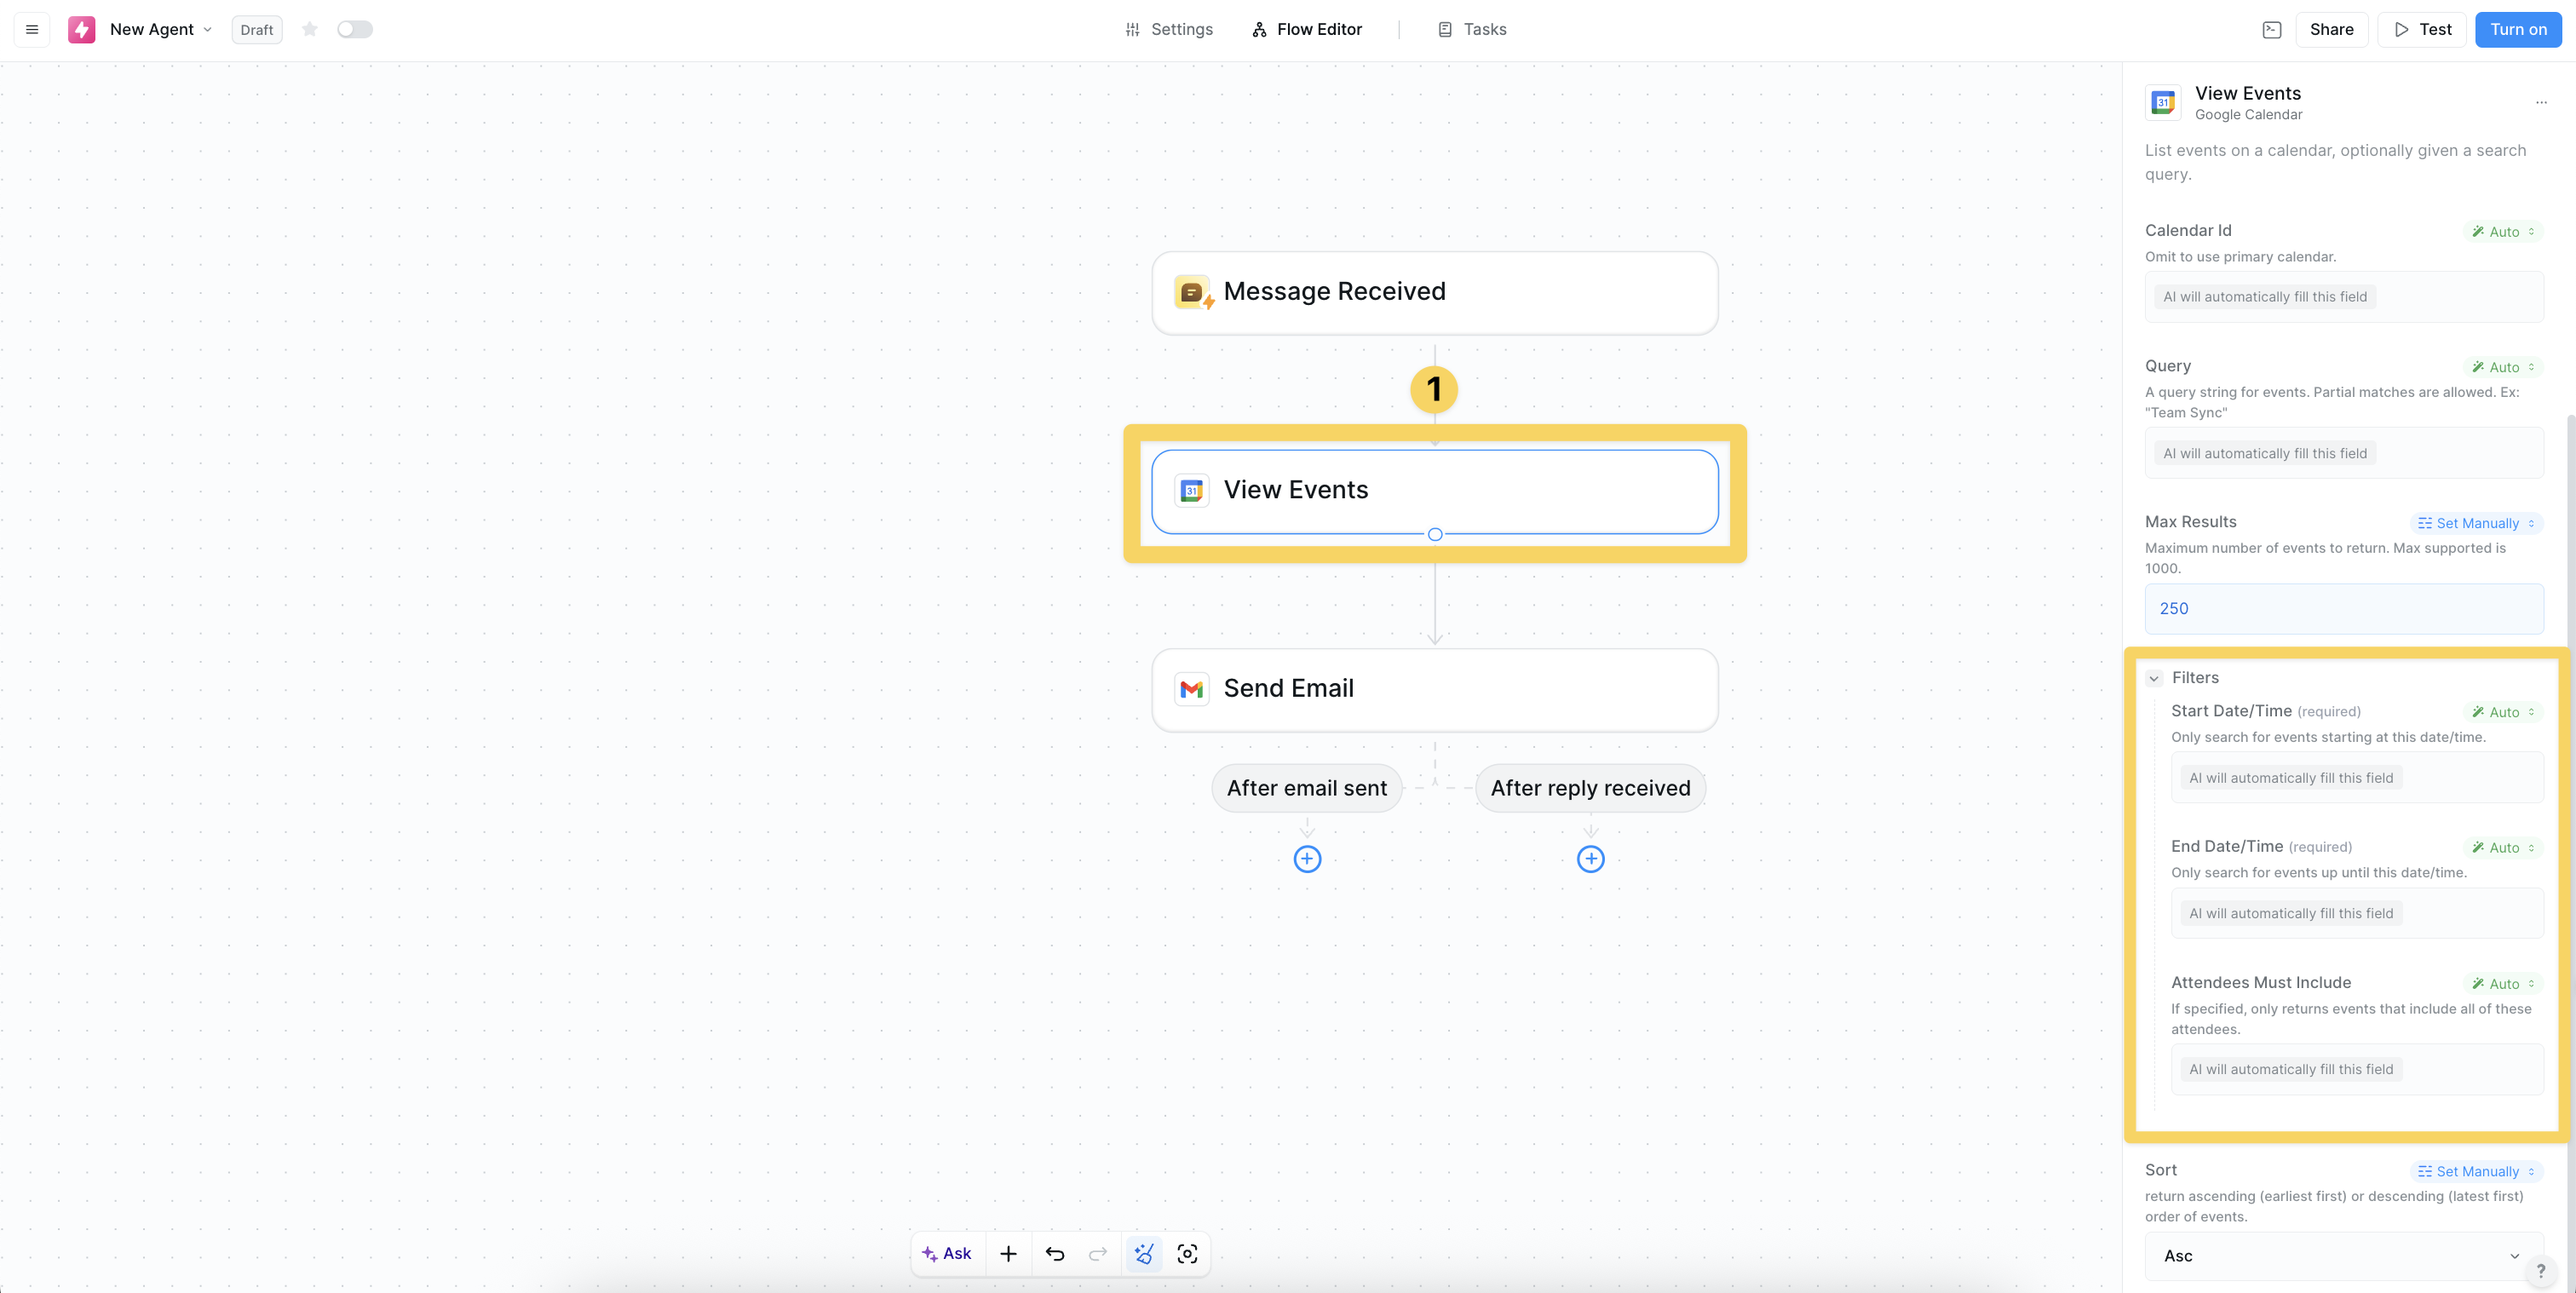 New Agent
Draft
Settings
Flow Editor
Tasks
Share
Test
Turn on
Message Received
1
31
View Events
Send Email
After email sent
After reply received
Ask
31
View Events
Google Calendar
List events on a calendar, optionally given a search
query.
Calendar Id
Auto
Omit to use primary calendar.
AI will automatically fill this field
Query
Auto
A query string for events. Partial matches are allowed. Ex:
"Team Sync"
AI will automatically fill this field
Max Results
Set Manually
Maximum number of events to return. Max supported is
1000.
250
Filters
Start Date/Time (required)
Auto
Only search for events starting at this date/time.
AI will automatically fill this field
End Date/Time (required)
Auto
Only search for events up until this date/time.
AI will automatically fill this field
Attendees Must Include
Auto
If specified, only returns events that include all of these
attendees.
AI will automatically fill this field
Sort
Set Manually
return ascending (earliest first) or descending (latest first)
order of events.
Asc
?